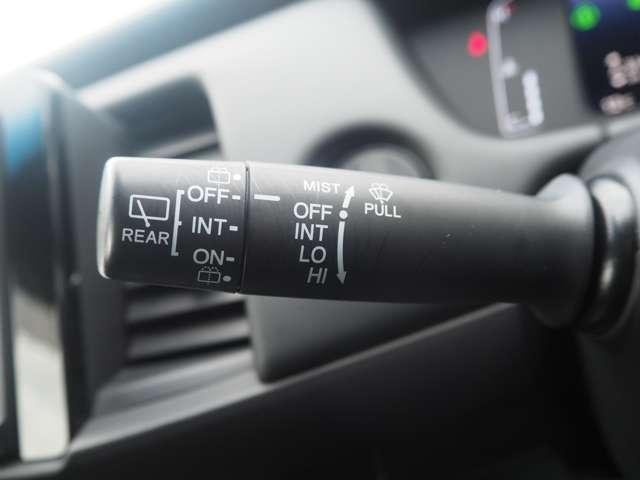 OFF
INT
ON
REAR
MIST
OFF
INT
LO
HI
PULL